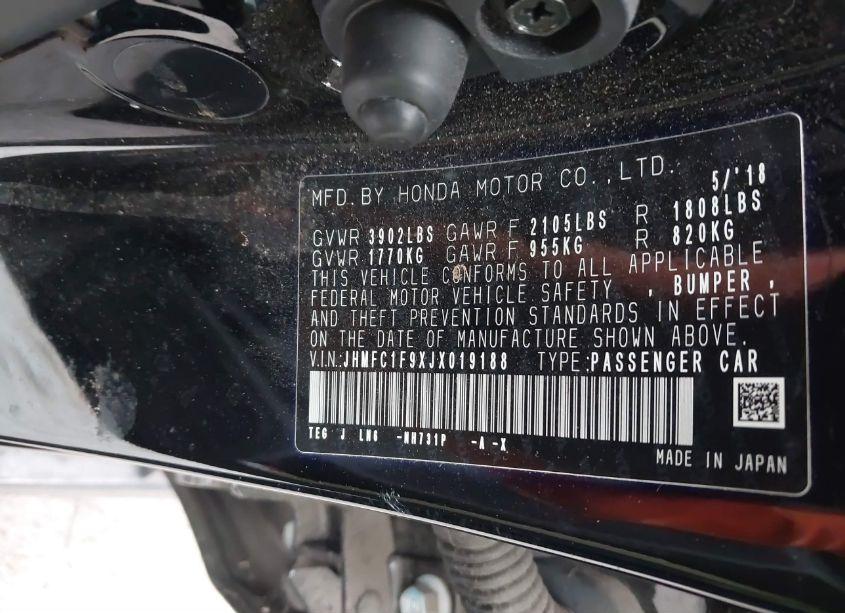 MFD. BY HONDA MOTOR CO., LTD. 5/'18
GVWR 3902LBS GAWR F 2105LBS R 1808LBS
GVWR 1770KG GAWR F 955KG R 820KG
THIS VEHICLE CONFORMS TO ALL APPLICABLE
FEDERAL MOTOR VEHICLE SAFETY , BUMPER ,
AND THEFT PREVENTION STANDARDS IN EFFECT
ON THE DATE OF MANUFACTURE SHOWN ABOVE.
V.I.N.: JHMFC1F9XJX019188 TYPE: PASSENGER CAR
TEG J LN6 -NH731P -A -X
MADE IN JAPAN